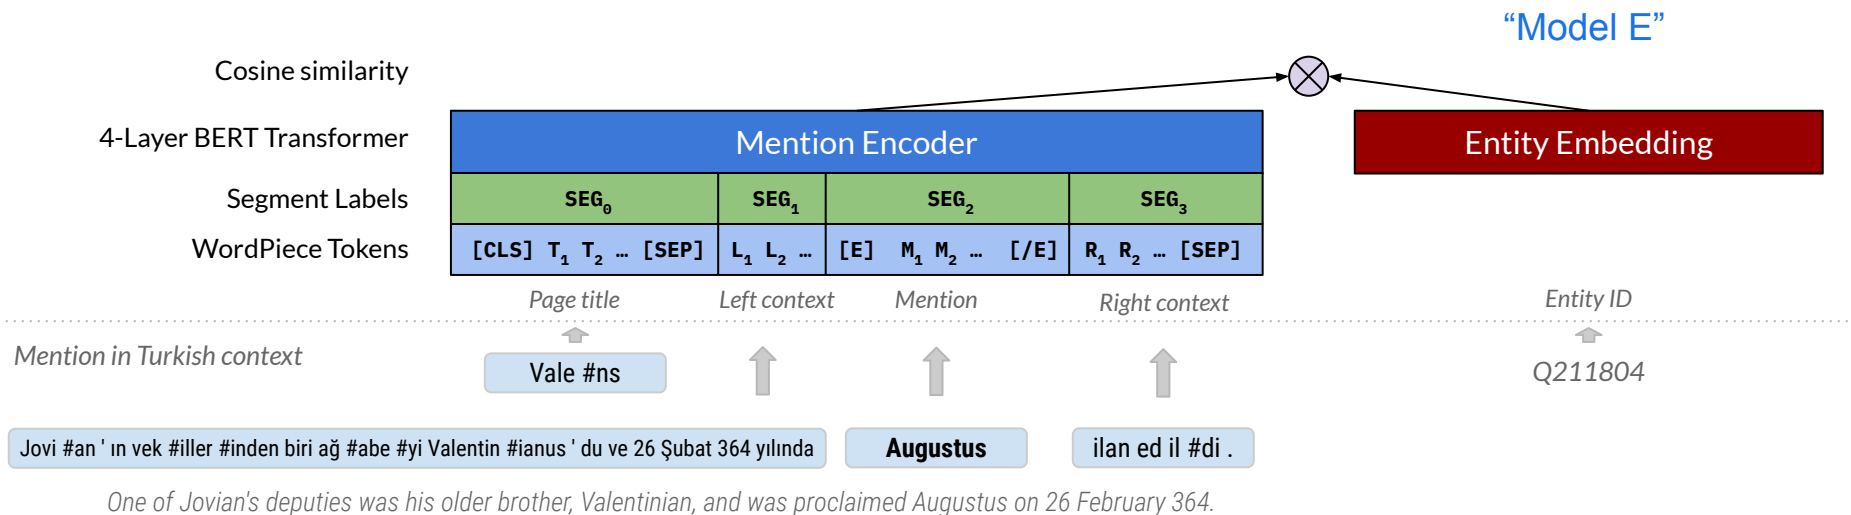 “Model E”
Cosine similarity
4-Layer BERT Transformer Mention Encoder Entity Embedding
Segment Labels SEG0 SEG1 SEG2 SEG3
WordPiece Tokens [CLS] T1 T2 … [SEP] L1 L2 … [E] M1 M2 … [/E] R1 R2 … [SEP]
Page title Left context Mention Right context Entity ID
Mention in Turkish context Vale #ns Q211804
Jovi #an ' ın vek #iller #inden biri ağ #abe #yi Valentin #ianus ' du ve 26 Şubat 364 yılında Augustus ilan ed il #di .
One of Jovian's deputies was his older brother, Valentinian, and was proclaimed Augustus on 26 February 364.